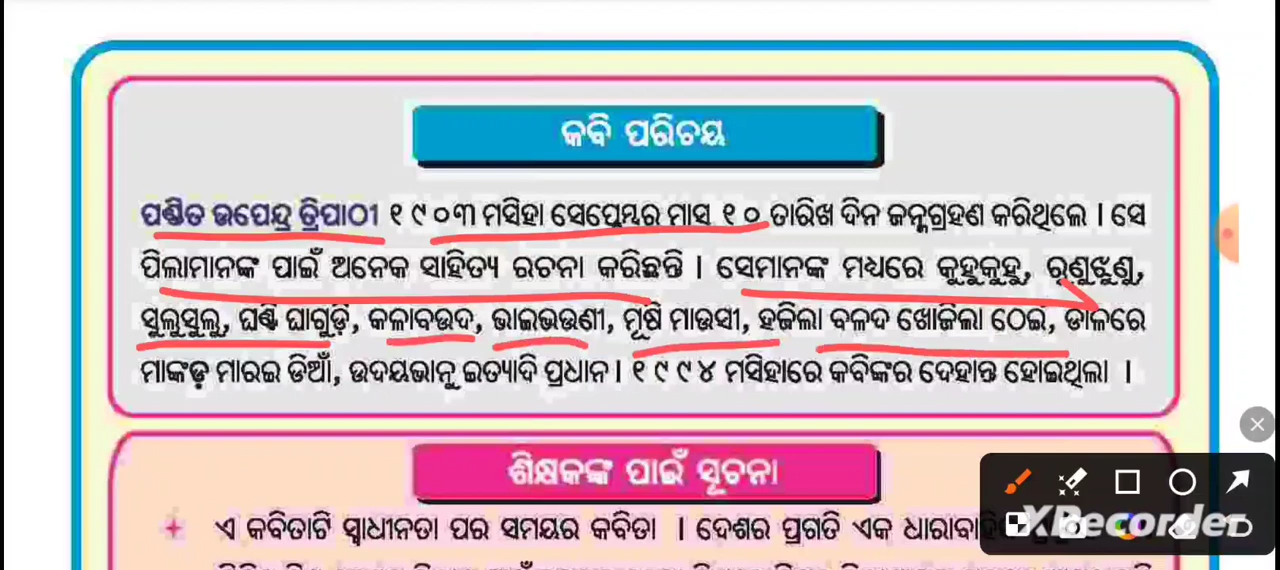 କବି ପରିଚୟ
ପଣ୍ଡିତ ଉପେନ୍ଦ୍ର ତ୍ରିପାଠୀ ୧୯୦୩ ମସିହା ସେପ୍ଟେମ୍ବର ମାସ ୧୦ ତାରିଖ ଦିନ ଜନ୍ମଗ୍ରହଣ କରିଥିଲେ । ସେ
ପିଲାମାନଙ୍କ ପାଇଁ ଅନେକ ସାହିତ୍ୟ ରଚନା କରିଛନ୍ତି । ସେମାନଙ୍କ ମଧ୍ୟରେ କୁହୁକୁହୁ, ରୁଣୁଝୁଣୁ,
ସୁଲୁସୁଲୁ, ଘଣ୍ଟି ଘାଗୁଡ଼ି, କଳାବଉଦ, ଭାଇଭଉଣୀ, ମୂଷି ମାଉସୀ, ହଜିଲା ବଳଦ ଖୋଜିଲା ଠେଇଁ, ଡାଳରେ
ମାଙ୍କଡ଼ ମାରଇ ଡିଆଁ, ଉଦୟଭାନୁ ଇତ୍ୟାଦି ପ୍ରଧାନ। ୧୯୯୪ ମସିହାରେ କବିଙ୍କର ଦେହାନ୍ତ ହୋଇଥିଲା ।
ଶିକ୍ଷକଙ୍କ ପାଇଁ ସୂଚନା
+ ଏ କବିତାଟି ସ୍ୱାଧୀନତା ପର ସମୟର କବିତା । ଦେଶର ପ୍ରଗତି ଏକ
XRecorder